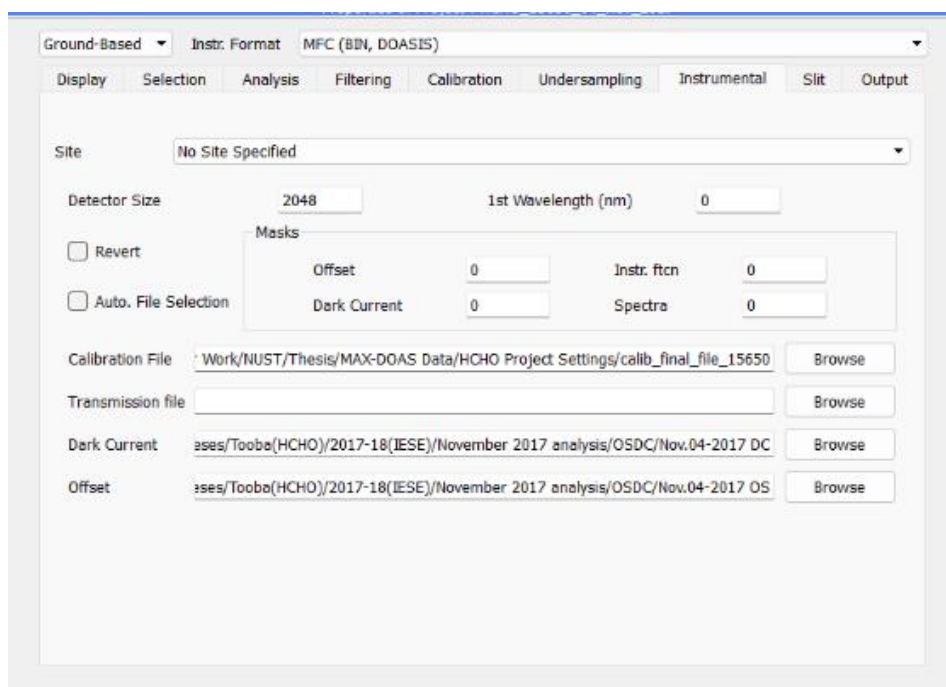 Ground-Based Instr. Format MFC (BIN, DOASIS)
Display Selection Analysis Filtering Calibration Undersampling Instrumental Slit Output
Site No Site Specified
Detector Size 2048 1st Wavelength (nm) 0
Masks
Revert
Offset 0 Instr. ftcn 0
Auto. File Selection Dark Current 0 Spectra 0
Calibration File Work/NUST/Thesis/MAX-DOAS Data/HCHO Project Settings/calib_final_file_15650 Browse
Transmission file Browse
Dark Current eses/Tooba(HCHO)/2017-18(IESE)/November 2017 analysis/OSDC/Nov.04-2017 DC Browse
Offset eses/Tooba(HCHO)/2017-18(IESE)/November 2017 analysis/OSDC/Nov.04-2017 OS Browse